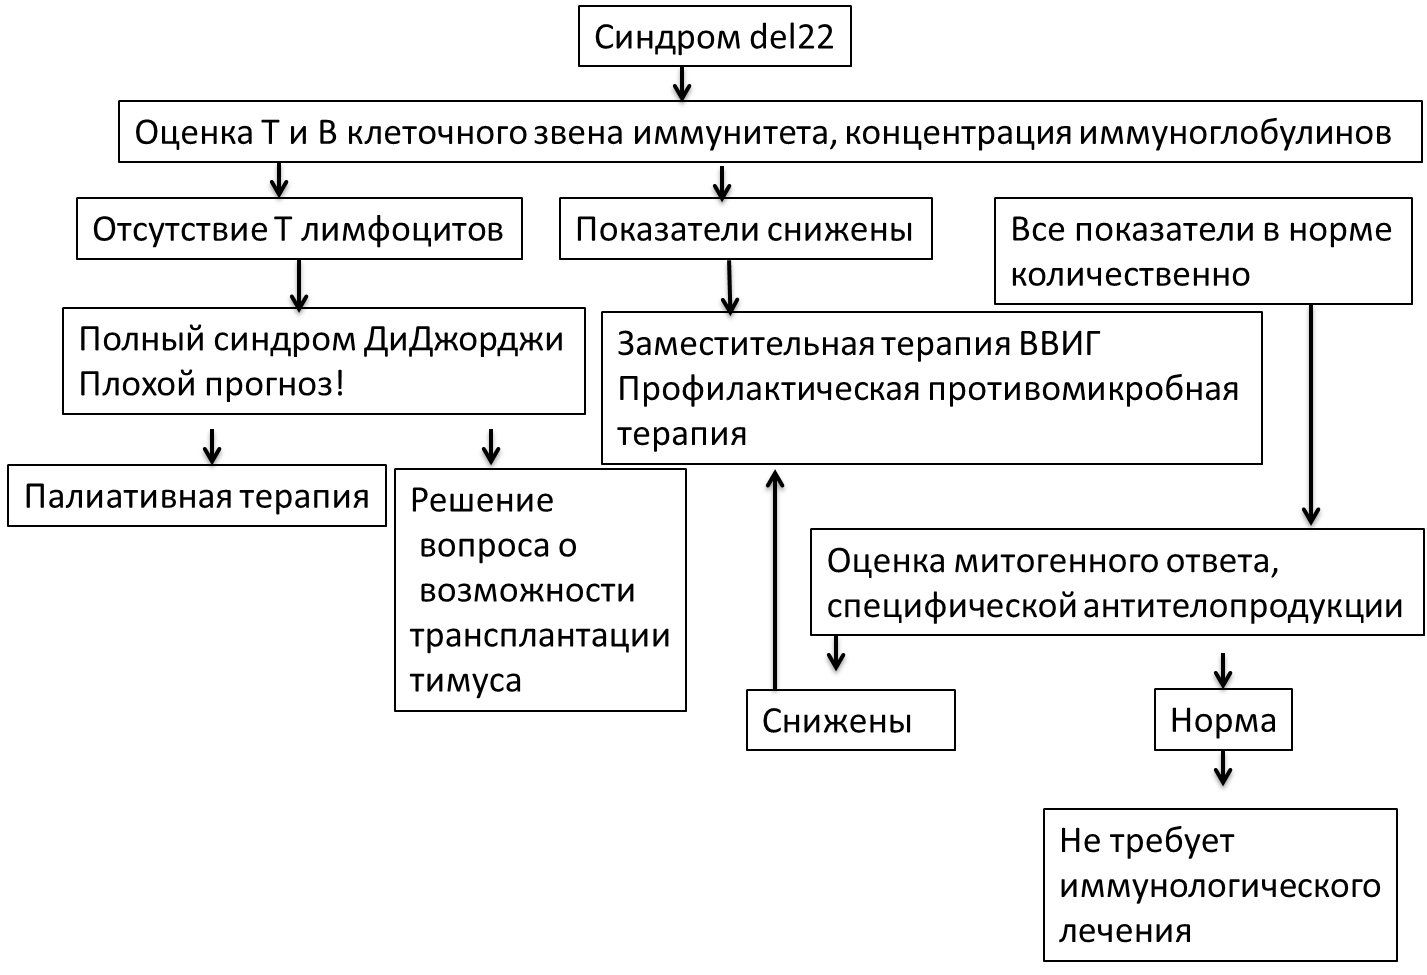 Синдром del22
Оценка Т и В клеточного звена иммунитета, концентрация иммуноглобулинов
Отсутствие Т лимфоцитов
Показатели снижены
Все показатели в норме
количественно
Полный синдром ДиДжорджи
Плохой прогноз!
Заместительная терапия ВВИГ
Профилактическая противомикробная
терапия
Палиативная терапия
Решение
вопроса о
возможности
трансплантации
тимуса
Оценка митогенного ответа,
специфической антителопродукции
Снижены
Норма
Не требует
иммунологического
лечения